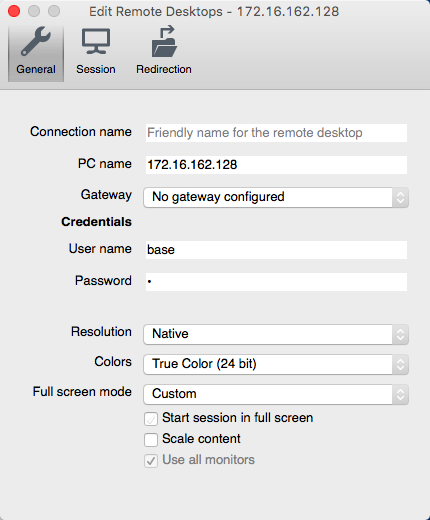 Edit Remote Desktops - 172.16.162.128
General Session Redirection
Connection name Friendly name for the remote desktop
PC name 172.16.162.128
Gateway No gateway configured
Credentials
User name base
Password •
Resolution Native
Colors True Color (24 bit)
Full screen mode Custom
Start session in full screen
Scale content
Use all monitors